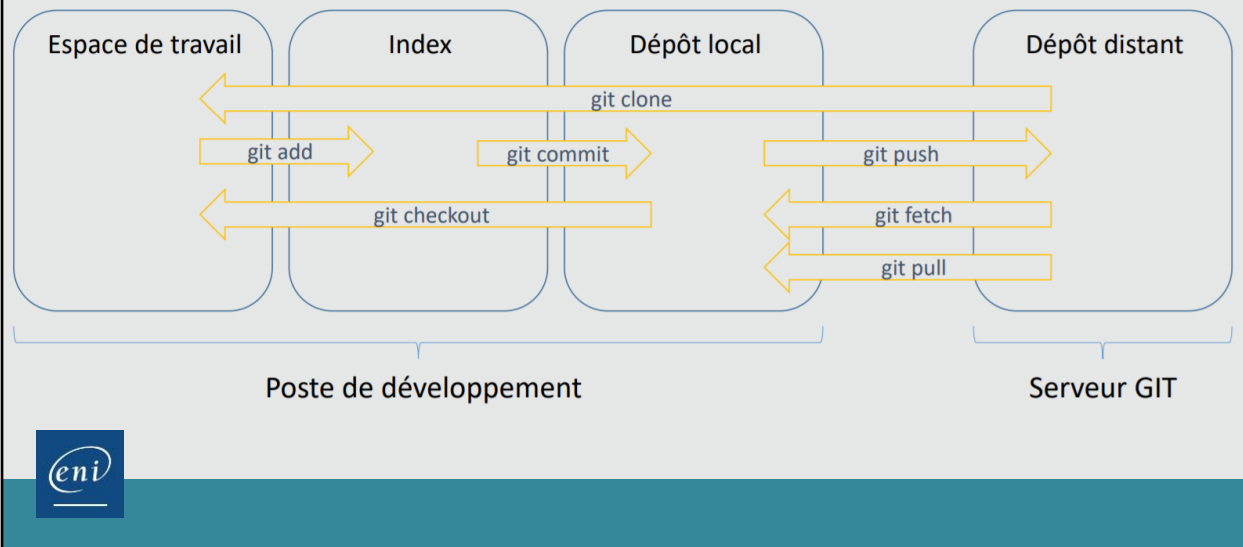 Espace de travail
Index
Dépôt local
Dépôt distant
git clone
git add
git commit
git push
git checkout
git fetch
git pull
Poste de développement
Serveur GIT
eni